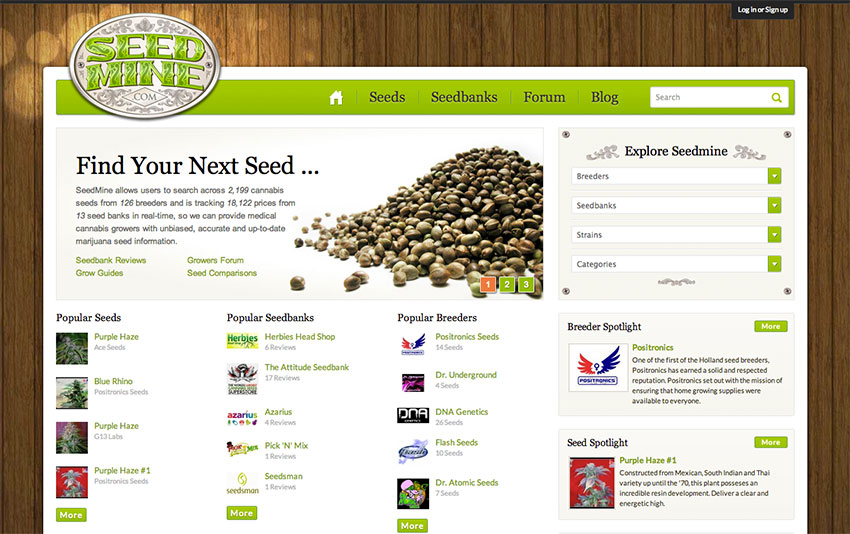 Log in or Sign up
SEED
MINE
.COM
Seeds
Seedbanks
Forum
Blog
Search
Find Your Next Seed ...
SeedMine allows users to search across 2,199 cannabis
seeds from 126 breeders and is tracking 18,122 prices from
13 seed banks in real-time, so we can provide medical
cannabis growers with unbiased, accurate and up-to-date
marijuana seed information.
Seedbank Reviews
Growers Forum
Grow Guides
Seed Comparisons
1 2 3
Explore Seedmine
Breeders
Seedbanks
Strains
Categories
Popular Seeds
Purple Haze
Ace Seeds
Blue Rhino
Positronics Seeds
Purple Haze
G13 Labs
Purple Haze #1
Positronics Seeds
More
Popular Seedbanks
Herbies
Herbies Head Shop
6 Reviews
The Attitude Seedbank
17 Reviews
azarius
Azarius
4 Reviews
Pick 'N' Mix
1 Reviews
seedsman
Seedsman
1 Reviews
More
Popular Breeders
Positronics Seeds
14 Seeds
Dr. Underground
4 Seeds
DNA
DNA Genetics
26 Seeds
Flash Seeds
10 Seeds
Dr. Atomic Seeds
7 Seeds
More
Breeder Spotlight
More
POSITRONICS
Positronics
One of the first of the Holland seed breeders,
Positronics has earned a solid and respected
reputation. Positronics set out with the mission of
ensuring that home growing supplies were
available to everyone.
Seed Spotlight
More
Purple Haze #1
Constructed from Mexican, South Indian and Thai
variety up until the '70, this plant posseses an
incredible resin development. Deliver a clear and
energetic high.